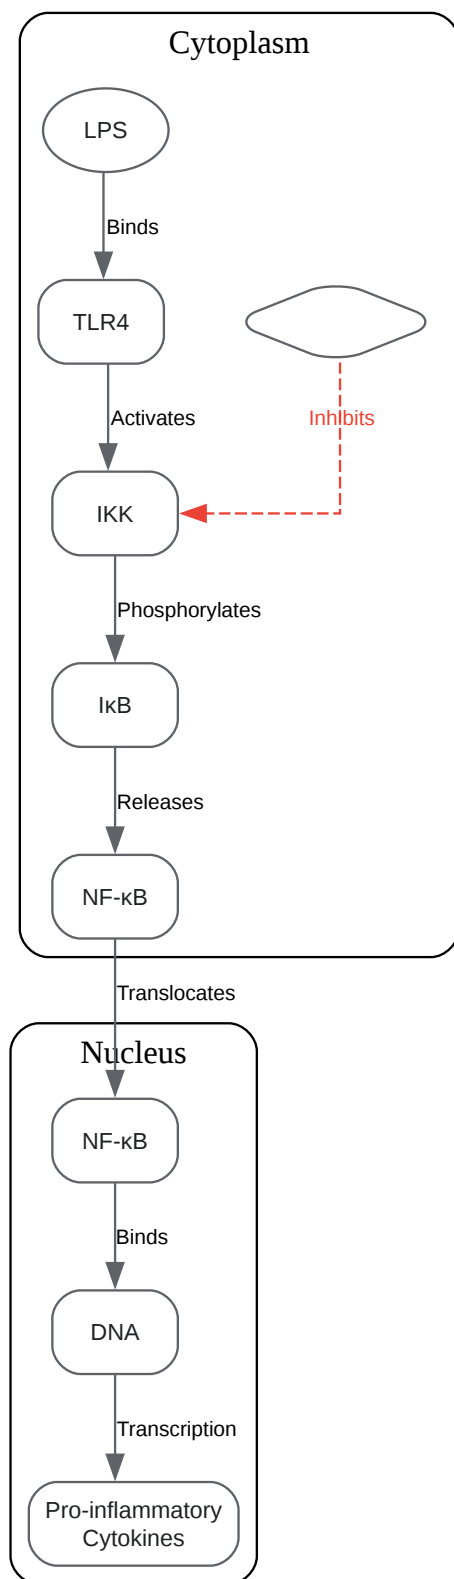 Cytoplasm
LPS
Binds
TLR4
Activates
Inhibits
IKK
Phosphorylates
IκB
Releases
NF-κB
Translocates
Nucleus
NF-κB
Binds
DNA
Transcription
Pro-inflammatory
Cytokines